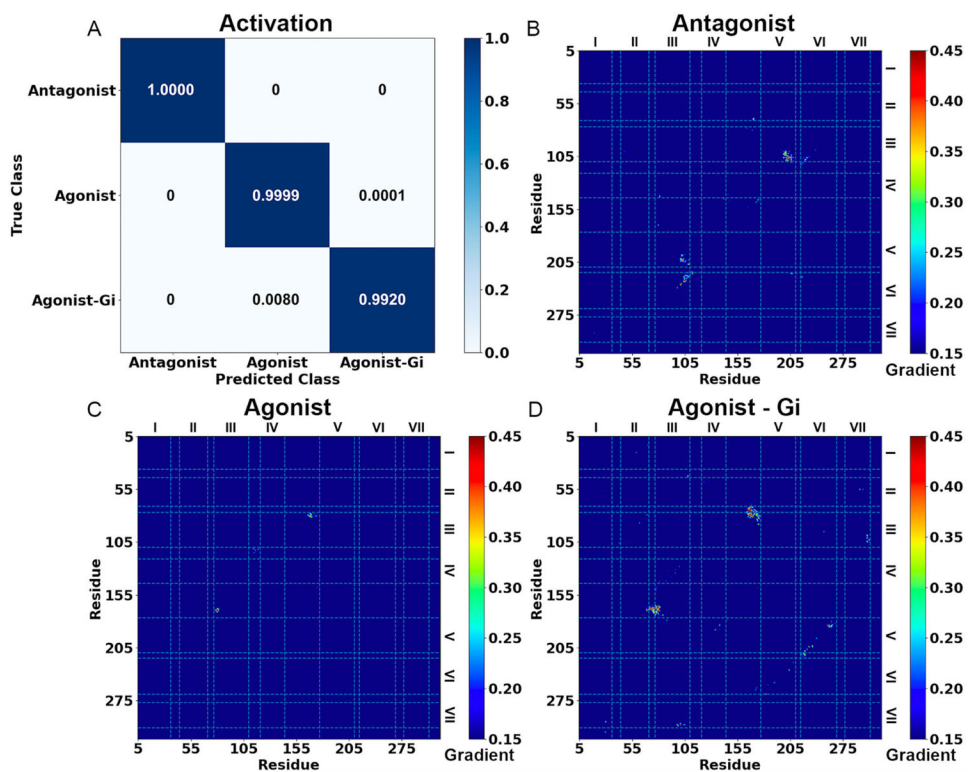 A
Activation
True Class
Antagonist
Agonist
Agonist-Gi
1.0000 0 0
0 0.9999 0.0001
0 0.0080 0.9920
Antagonist Agonist Agonist-Gi
Predicted Class
1.0
0.8
0.6
0.4
0.2
0.0
B
Antagonist
I II III IV V VI VII
5
55
105
155
205
275
Residue
5 55 105 155 205 275
Residue
I
II
III
IV
V
VI
VII
0.45
0.40
0.35
0.30
0.25
0.20
0.15
Gradient
C
Agonist
I II III IV V VI VII
5
55
105
155
205
275
Residue
5 55 105 155 205 275
Residue
I
II
III
IV
V
VI
VII
0.45
0.40
0.35
0.30
0.25
0.20
0.15
Gradient
D
Agonist - Gi
I II III IV V VI VII
5
55
105
155
205
275
Residue
5 55 105 155 205 275
Residue
I
II
III
IV
V
VI
VII
0.45
0.40
0.35
0.30
0.25
0.20
0.15
Gradient